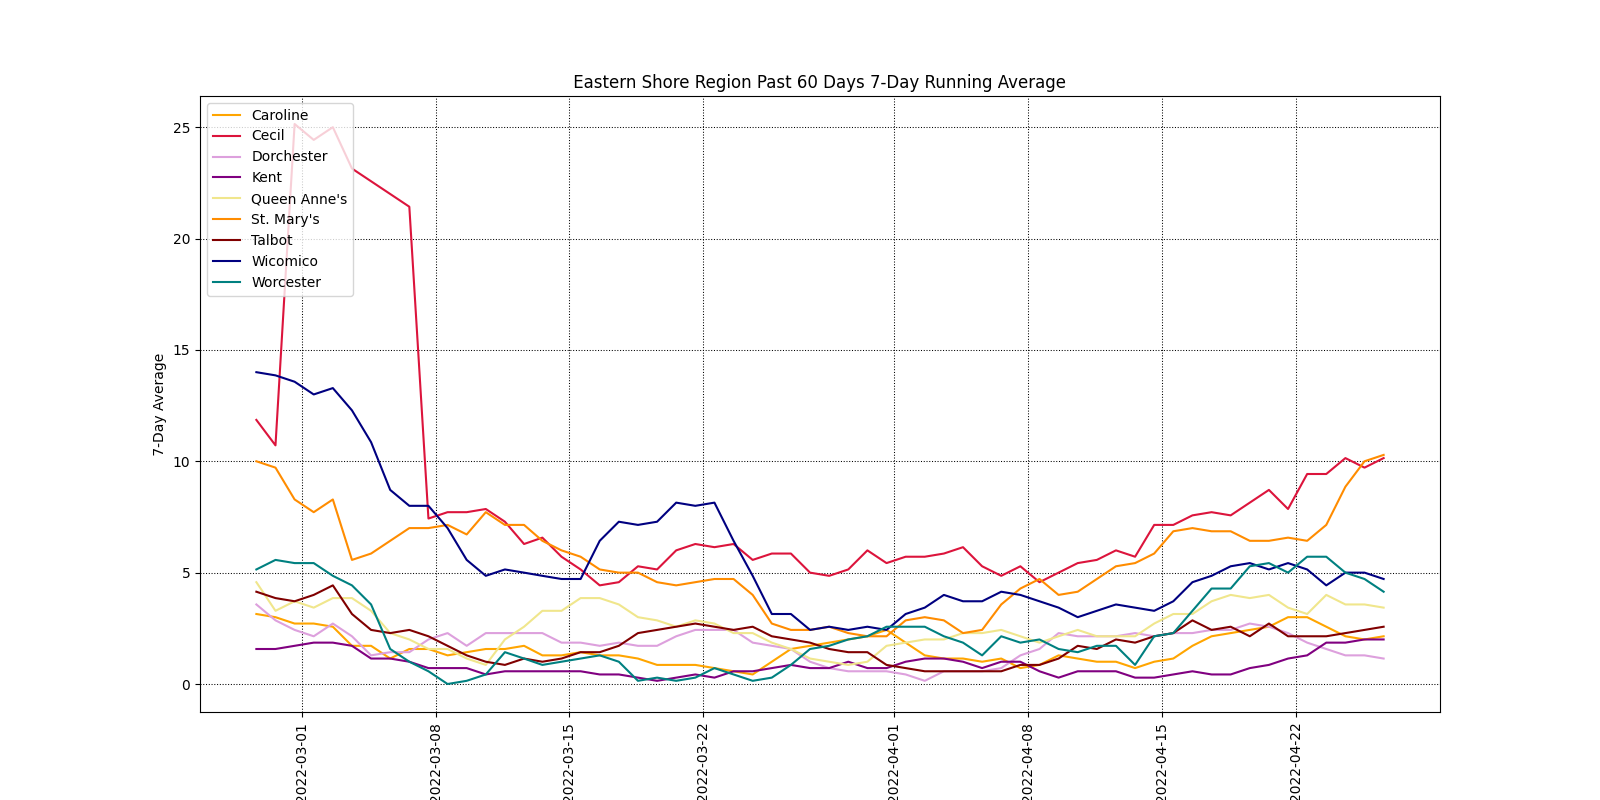 Eastern Shore Region Past 60 Days 7-Day Running Average
7-Day Average
25
20
15
10
5
0
Caroline
Cecil
Dorchester
Kent
Queen Anne's
St. Mary's
Talbot
Wicomico
Worcester
2022-03-01
2022-03-08
2022-03-15
2022-03-22
2022-04-01
2022-04-08
2022-04-15
2022-04-22